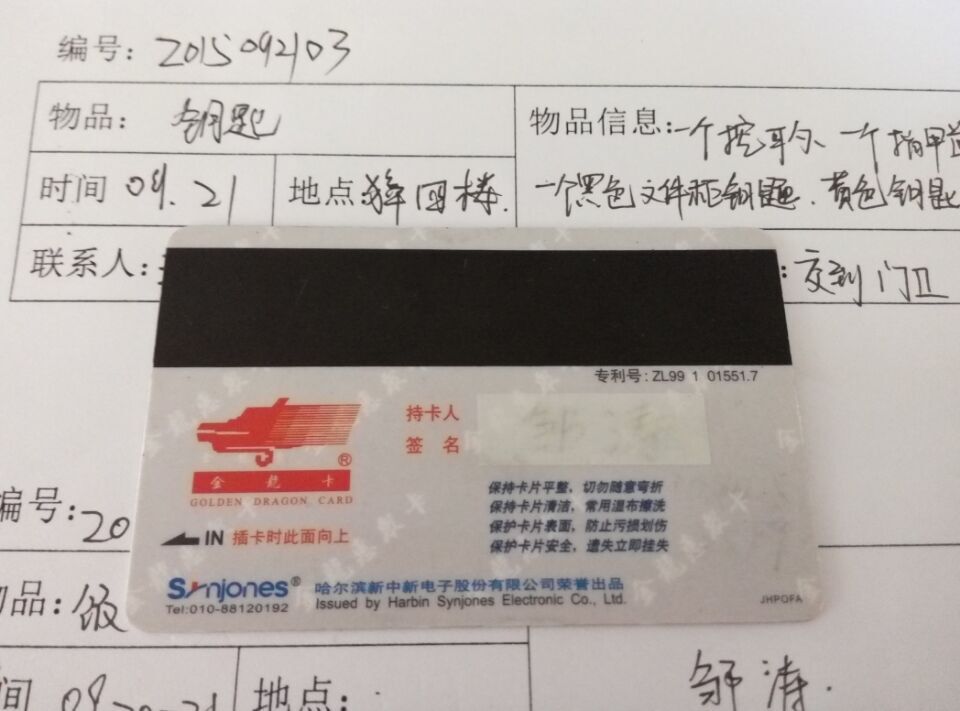 编号: 2015092103
物品: 钥匙
物品信息: 一个挖耳勺、一个指甲
时间 09.21 地点
一个黑色文件柜钥匙、黄色钥匙
联系人:
: 交到门卫
专利号: ZL99 1 01551.7
持卡人
签 名 邹涛
金龙卡
GOLDEN DRAGON CARD
保持卡片平整，切勿随意弯折
保持卡片清洁，常用湿布擦洗
保护卡片表面，防止污损划伤
保护卡片安全，遗失立即挂失
IN 插卡时此面向上
Synjones® 哈尔滨新中新电子股份有限公司荣誉出品
Tel:010-88120192 Issued by Harbin Synjones Electronic Co., Ltd.
JHPOFA
编号: 20
物品: 饭
时间 09.20-21 地点:
邹涛.